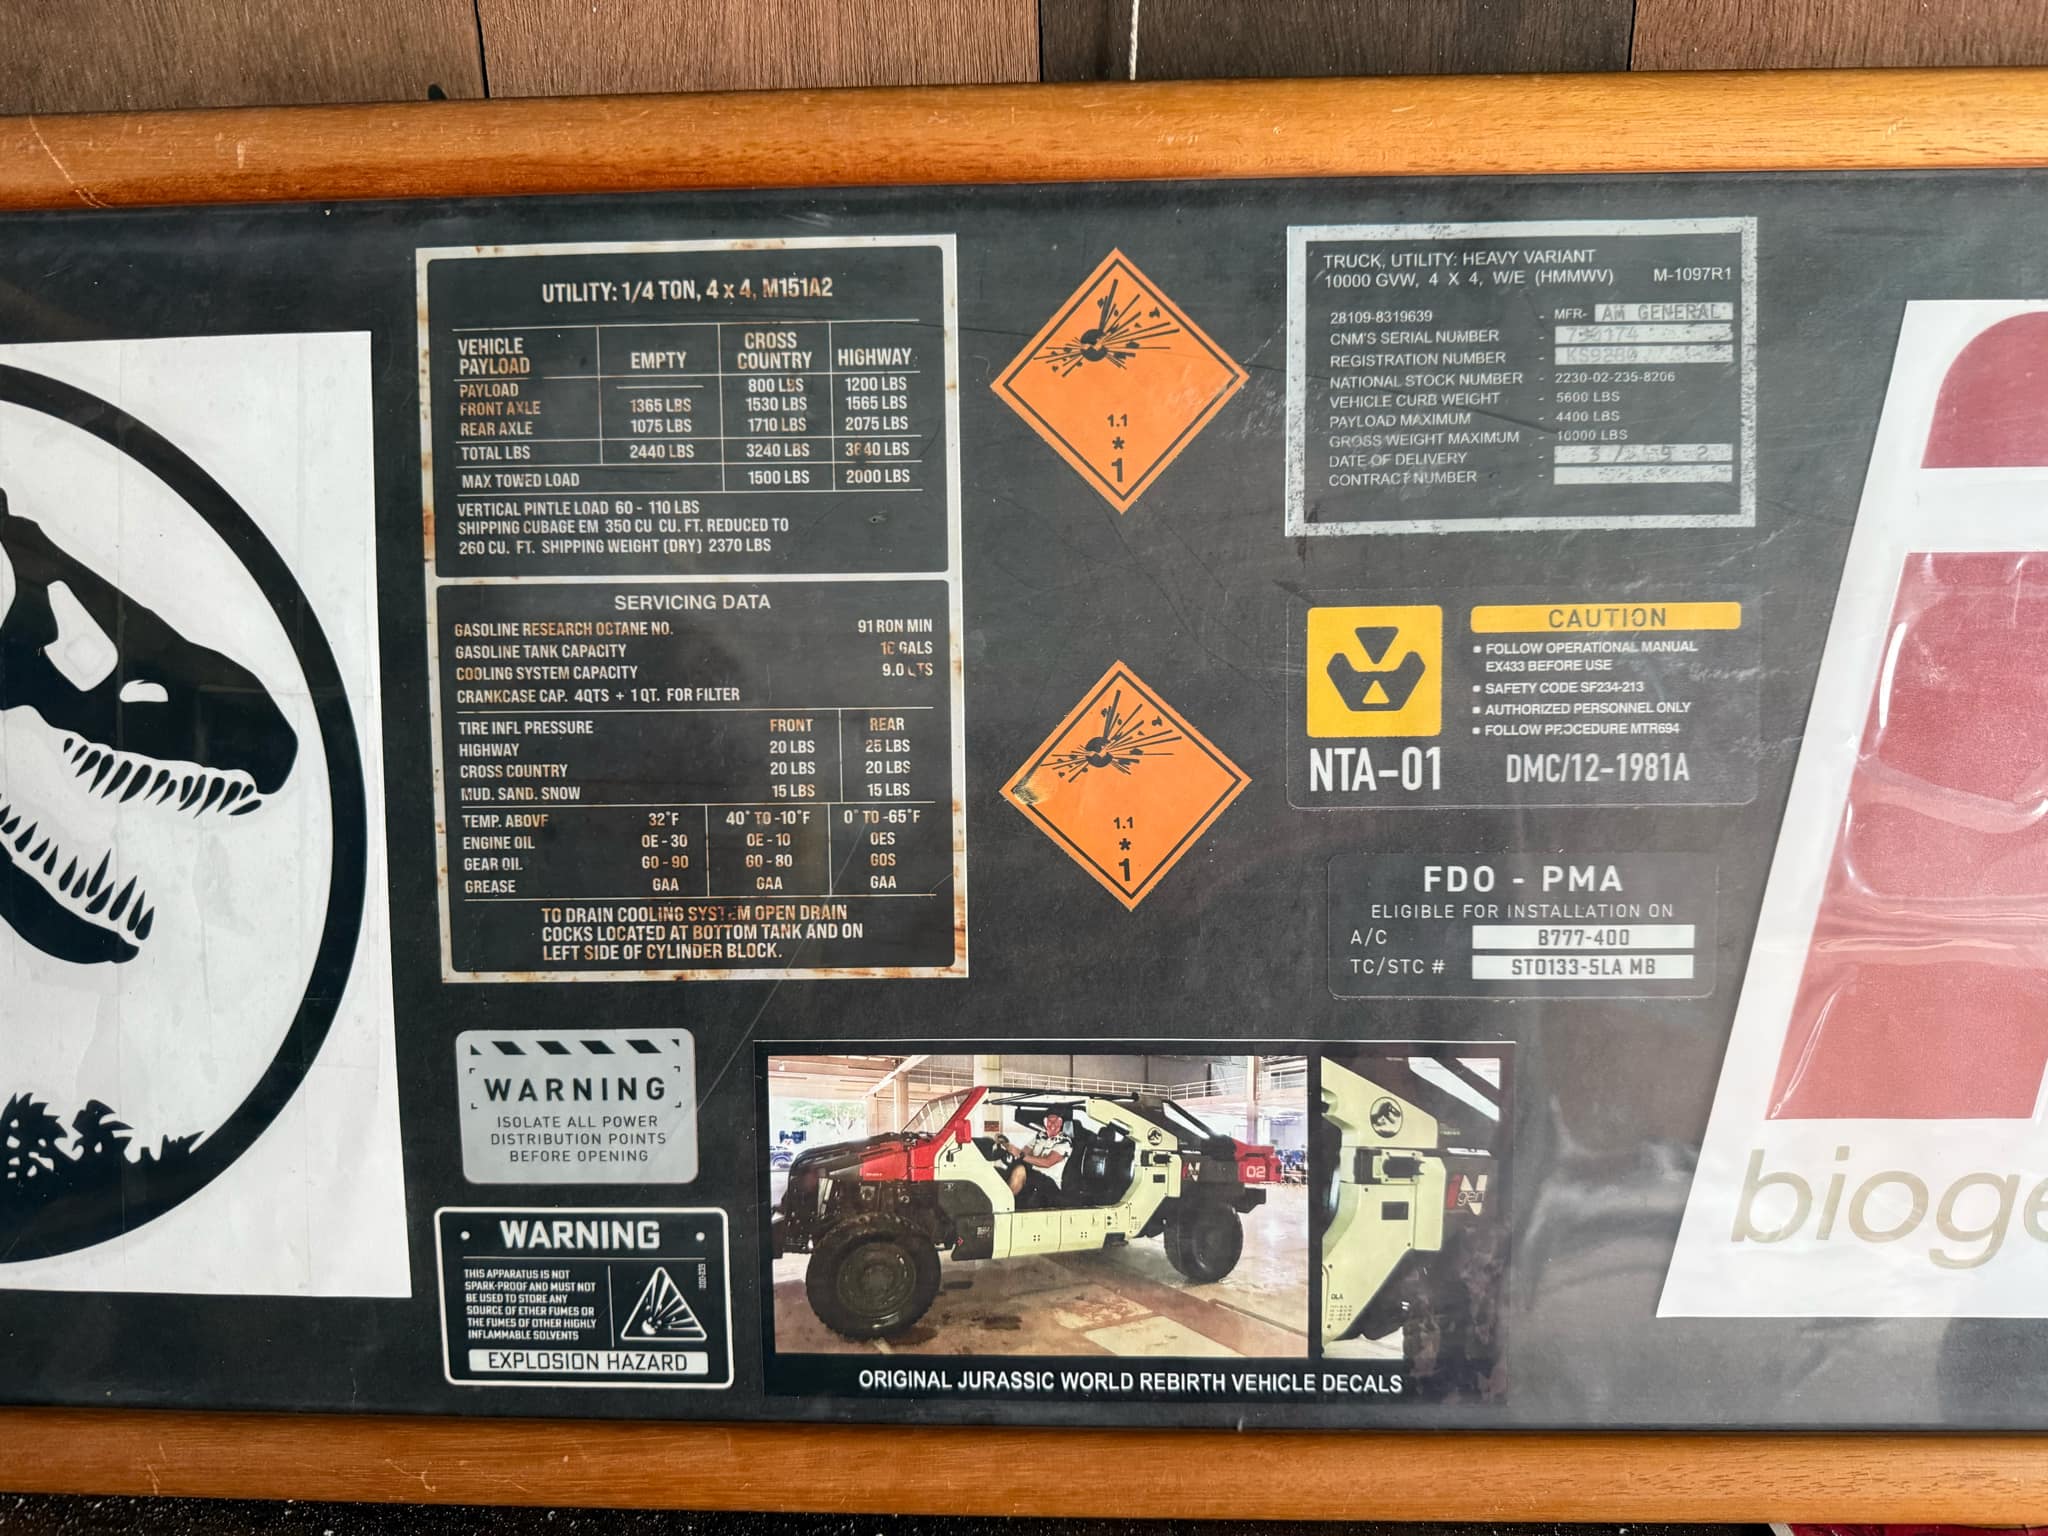 UTILITY: 1/4 TON, 4 x 4, M151A2
VEHICLE PAYLOAD EMPTY CROSS COUNTRY HIGHWAY
PAYLOAD 800 LBS 1200 LBS
FRONT AXLE 1365 LBS 1530 LBS 1565 LBS
REAR AXLE 1075 LBS 1710 LBS 2075 LBS
TOTAL LBS 2440 LBS 3240 LBS 3640 LBS
MAX TOWED LOAD 1500 LBS 2000 LBS
VERTICAL PINTLE LOAD 60 - 110 LBS
SHIPPING CUBAGE EM 350 CU CU. FT. REDUCED TO
260 CU. FT. SHIPPING WEIGHT (DRY) 2370 LBS
SERVICING DATA
GASOLINE RESEARCH OCTANE NO. 91 RON MIN
GASOLINE TANK CAPACITY GALS
COOLING SYSTEM CAPACITY 9.0
CRANKCASE CAP. 4QTS + 1 QT. FOR FILTER
TIRE INFL PRESSURE FRONT REAR
HIGHWAY 20 LBS 25 LBS
CROSS COUNTRY 20 LBS 20 LBS
MUD. SAND. SNOW 15 LBS 15 LBS
TEMP. ABOVE 32°F 40° TO -10°F 0° TO -65°F
ENGINE OIL OE - 30 OE - 10 OES
GEAR OIL GO - 90 GO - 80 GOS
GREASE GAA GAA GAA
TO DRAIN COOLING SYSTEM OPEN DRAIN
COCKS LOCATED AT BOTTOM TANK AND ON
LEFT SIDE OF CYLINDER BLOCK.
WARNING
ISOLATE ALL POWER
DISTRIBUTION POINTS
BEFORE OPENING
WARNING
THIS APPARATUS IS NOT
SPARK-PROOF AND MUST NOT
BE USED TO STORE ANY
SOURCE OF ETHER FUMES OR
THE FUMES OF OTHER HIGHLY
INFLAMMABLE SOLVENTS
EXPLOSION HAZARD
1.1
*
1
1.1
*
1
TRUCK, UTILITY: HEAVY VARIANT
10000 GVW, 4 X 4, W/E (HMMWV) M-1097R1
28109-8319639 - MFR- AM GENERAL
CNM'S SERIAL NUMBER -
REGISTRATION NUMBER -
NATIONAL STOCK NUMBER - 2230-02-235-8206
VEHICLE CURB WEIGHT - 5600 LBS
PAYLOAD MAXIMUM - 4400 LBS
GROSS WEIGHT MAXIMUM - 10000 LBS
DATE OF DELIVERY -
CONTRACT NUMBER -
CAUTION
▪ FOLLOW OPERATIONAL MANUAL
EX433 BEFORE USE
▪ SAFETY CODE SF234-213
▪ AUTHORIZED PERSONNEL ONLY
▪ FOLLOW PROCEDURE MTR694
NTA-01 DMC/12-1981A
FDO - PMA
ELIGIBLE FOR INSTALLATION ON
A/C B777-400
TC/STC # ST0133-5LA MB
02
gen
ORIGINAL JURASSIC WORLD REBIRTH VEHICLE DECALS
bioge